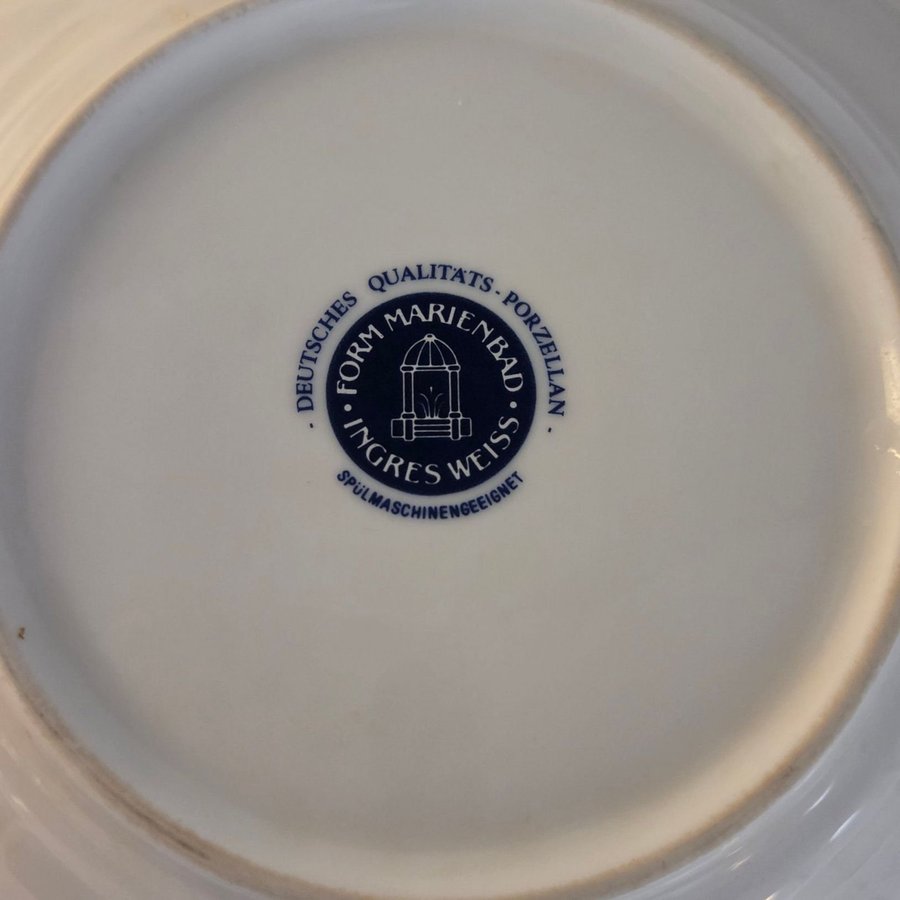 · DEUTSCHES QUALITÄTS-PORZELLAN ·
FORM MARIENBAD
· INGRES WEISS ·
SPÜLMASCHINENGEEIGNET